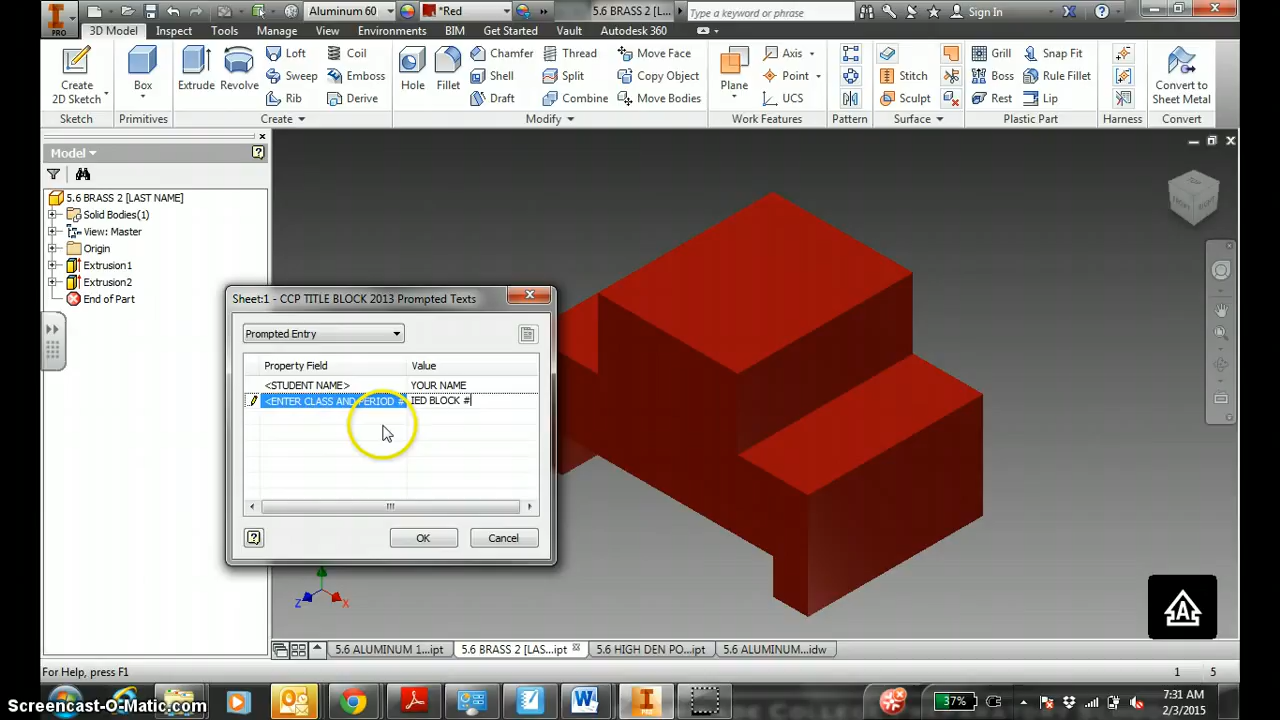 Aluminum 60
*Red
5.6 BRASS 2 [L...
Type a keyword or phrase
Sign In
PRO
3D Model
Inspect
Tools
Manage
View
Environments
BIM
Get Started
Vault
Autodesk 360
Create
2D Sketch
Box
Extrude
Revolve
Loft
Sweep
Rib
Coil
Emboss
Derive
Hole
Fillet
Chamfer
Shell
Draft
Thread
Split
Combine
Move Face
Copy Object
Move Bodies
Plane
Axis
Point
UCS
Stitch
Sculpt
Grill
Boss
Rest
Snap Fit
Rule Fillet
Lip
Convert to
Sheet Metal
Sketch
Primitives
Create
Modify
Work Features
Pattern
Surface
Plastic Part
Harness
Convert
Model
5.6 BRASS 2 [LAST NAME]
Solid Bodies(1)
View: Master
Origin
Extrusion1
Extrusion2
End of Part
Sheet:1 - CCP TITLE BLOCK 2013 Prompted Texts
Prompted Entry
Property Field
Value
<STUDENT NAME>
YOUR NAME
<ENTER CLASS AND PERIOD #
IED BLOCK #
OK
Cancel
Z
X
A
5.6 ALUMINUM 1...ipt
5.6 BRASS 2 [LAS...ipt
5.6 HIGH DEN PO...ipt
5.6 ALUMINUM...idw
For Help, press F1
1
5
37%
7:31 AM
2/3/2015
Screencast-O-Matic.com